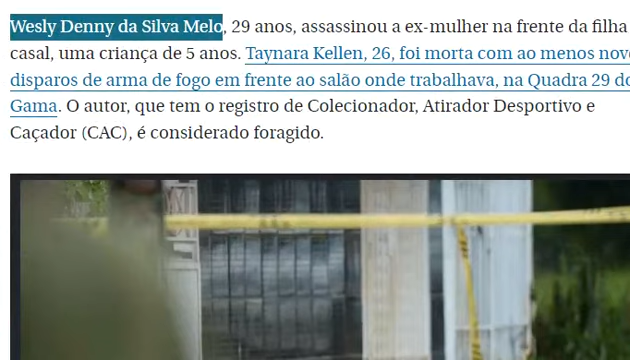 Wesly Denny da Silva Melo, 29 anos, assassinou a ex-mulher na frente da filha
casal, uma criança de 5 anos. Taynara Kellen, 26, foi morta com ao menos
disparos de arma de fogo em frente ao salão onde trabalhava, na Quadra 29
Gama. O autor, que tem o registro de Colecionador, Atirador Desportivo e
Caçador (CAC), é considerado foragido.